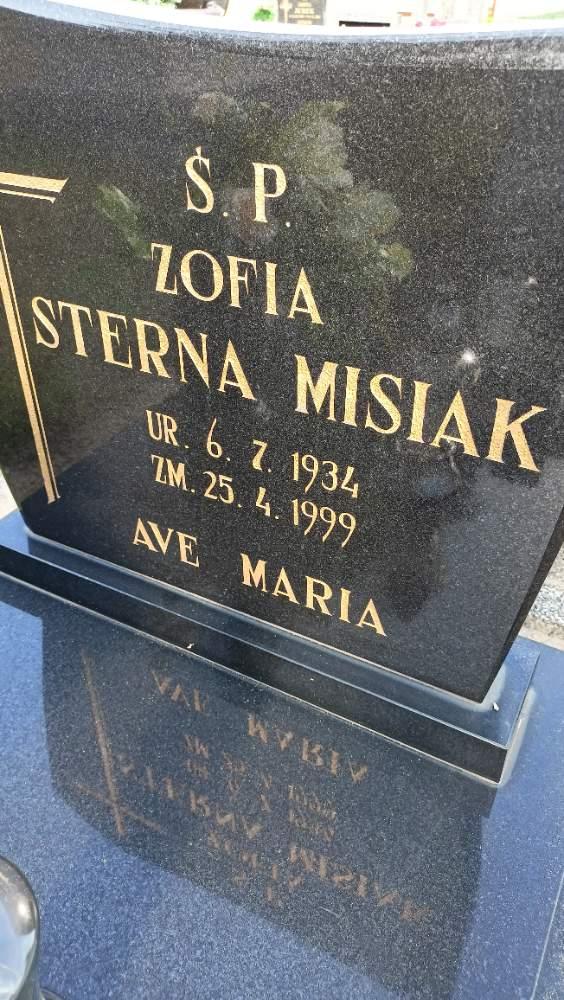 Ś. P.
ZOFIA
STERNA MISIAK
UR. 6. 7. 1934
ZM. 25. 4. 1999
AVE MARIA